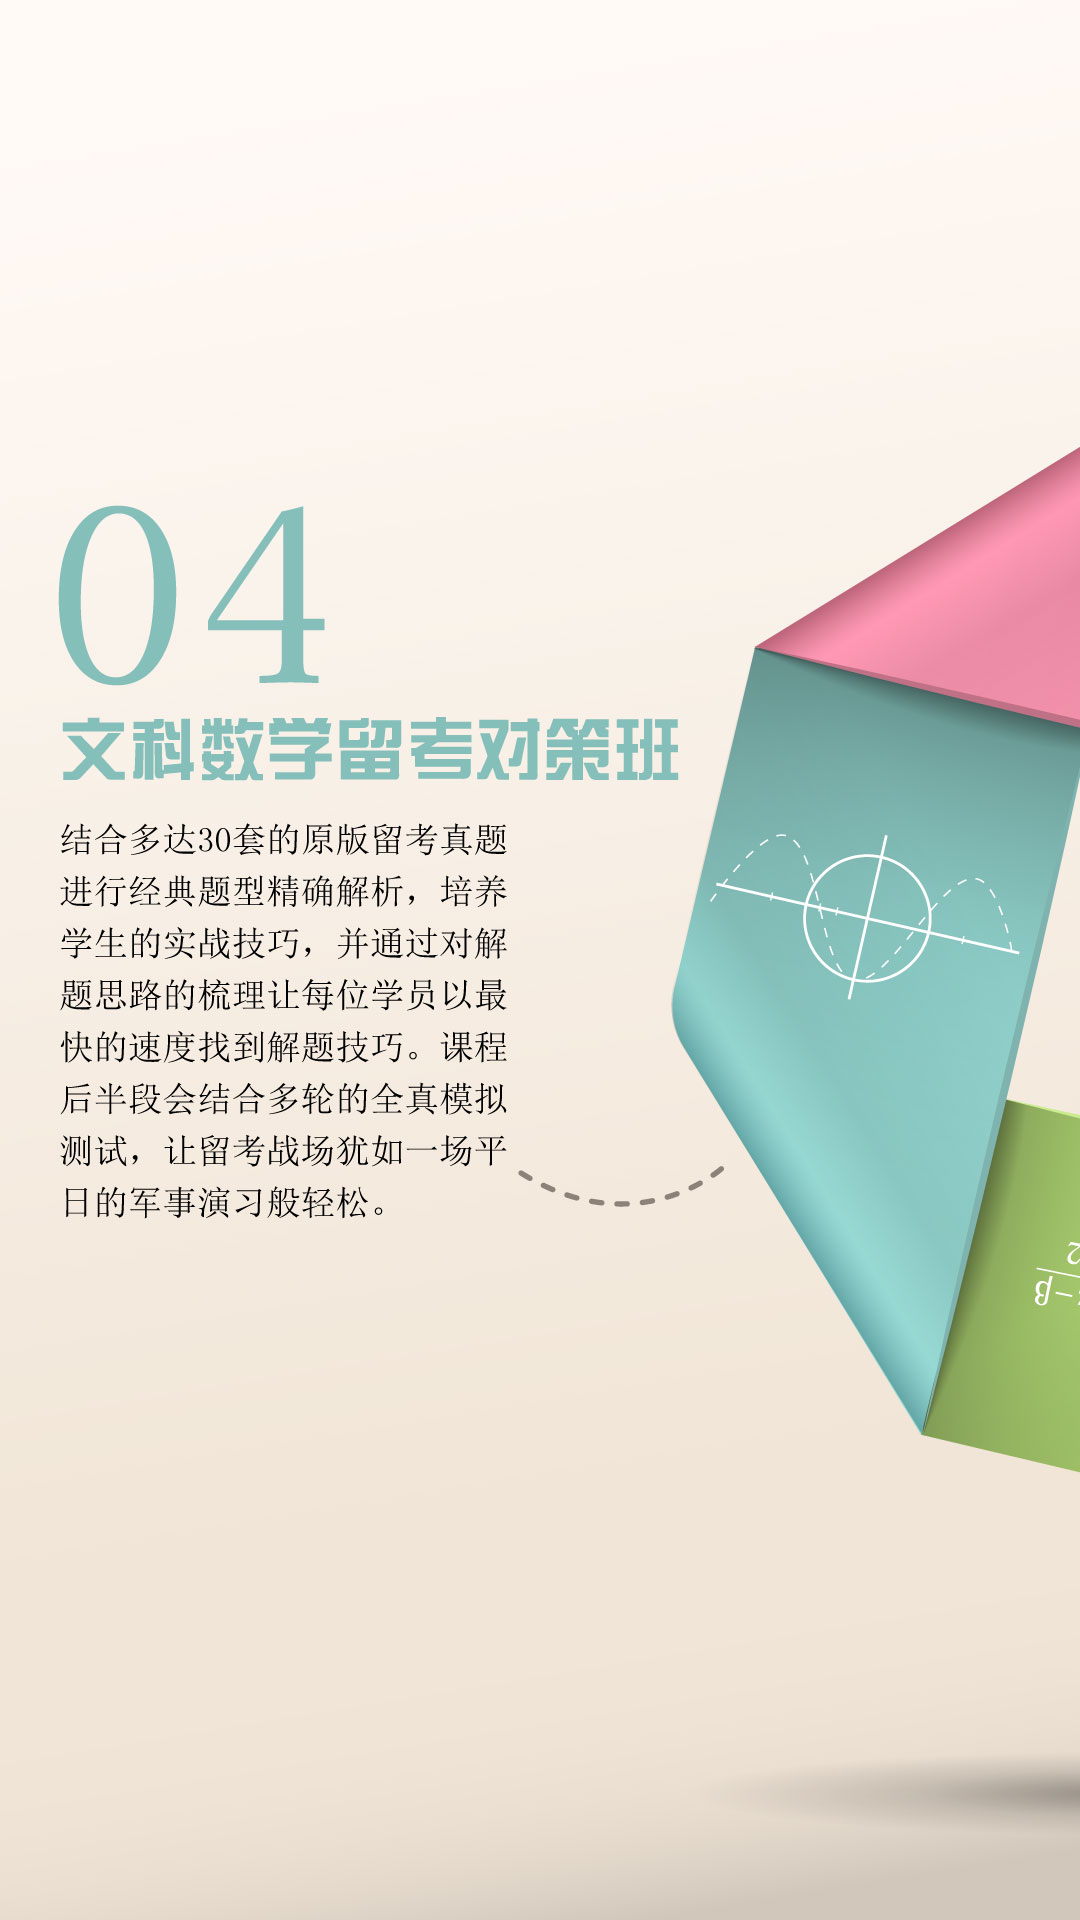 04
文科数学留考对策班
结合多达30套的原版留考真题
进行经典题型精确解析，培养
学生的实战技巧，并通过对解
题思路的梳理让每位学员以最
快的速度找到解题技巧。课程
后半段会结合多轮的全真模拟
测试，让留考战场犹如一场平
日的军事演习般轻松。
2
-β